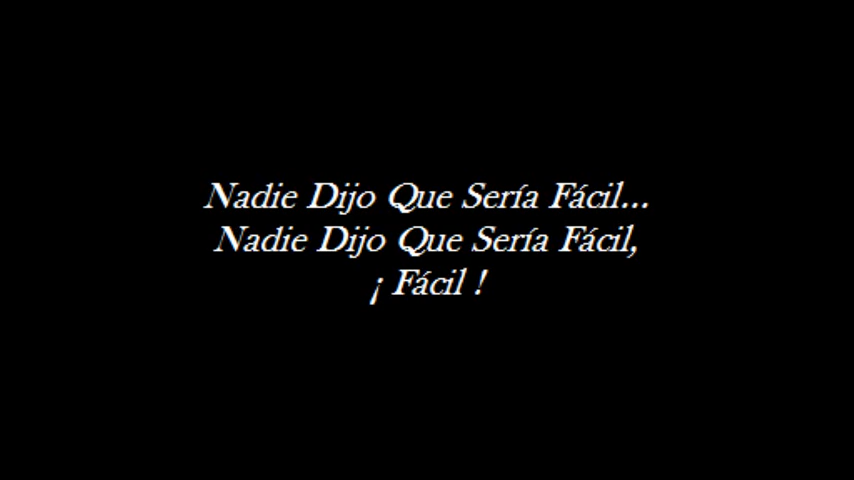 Nadie Dijo Que Sería Fácil...
Nadie Dijo Que Sería Fácil,
¡ Fácil !